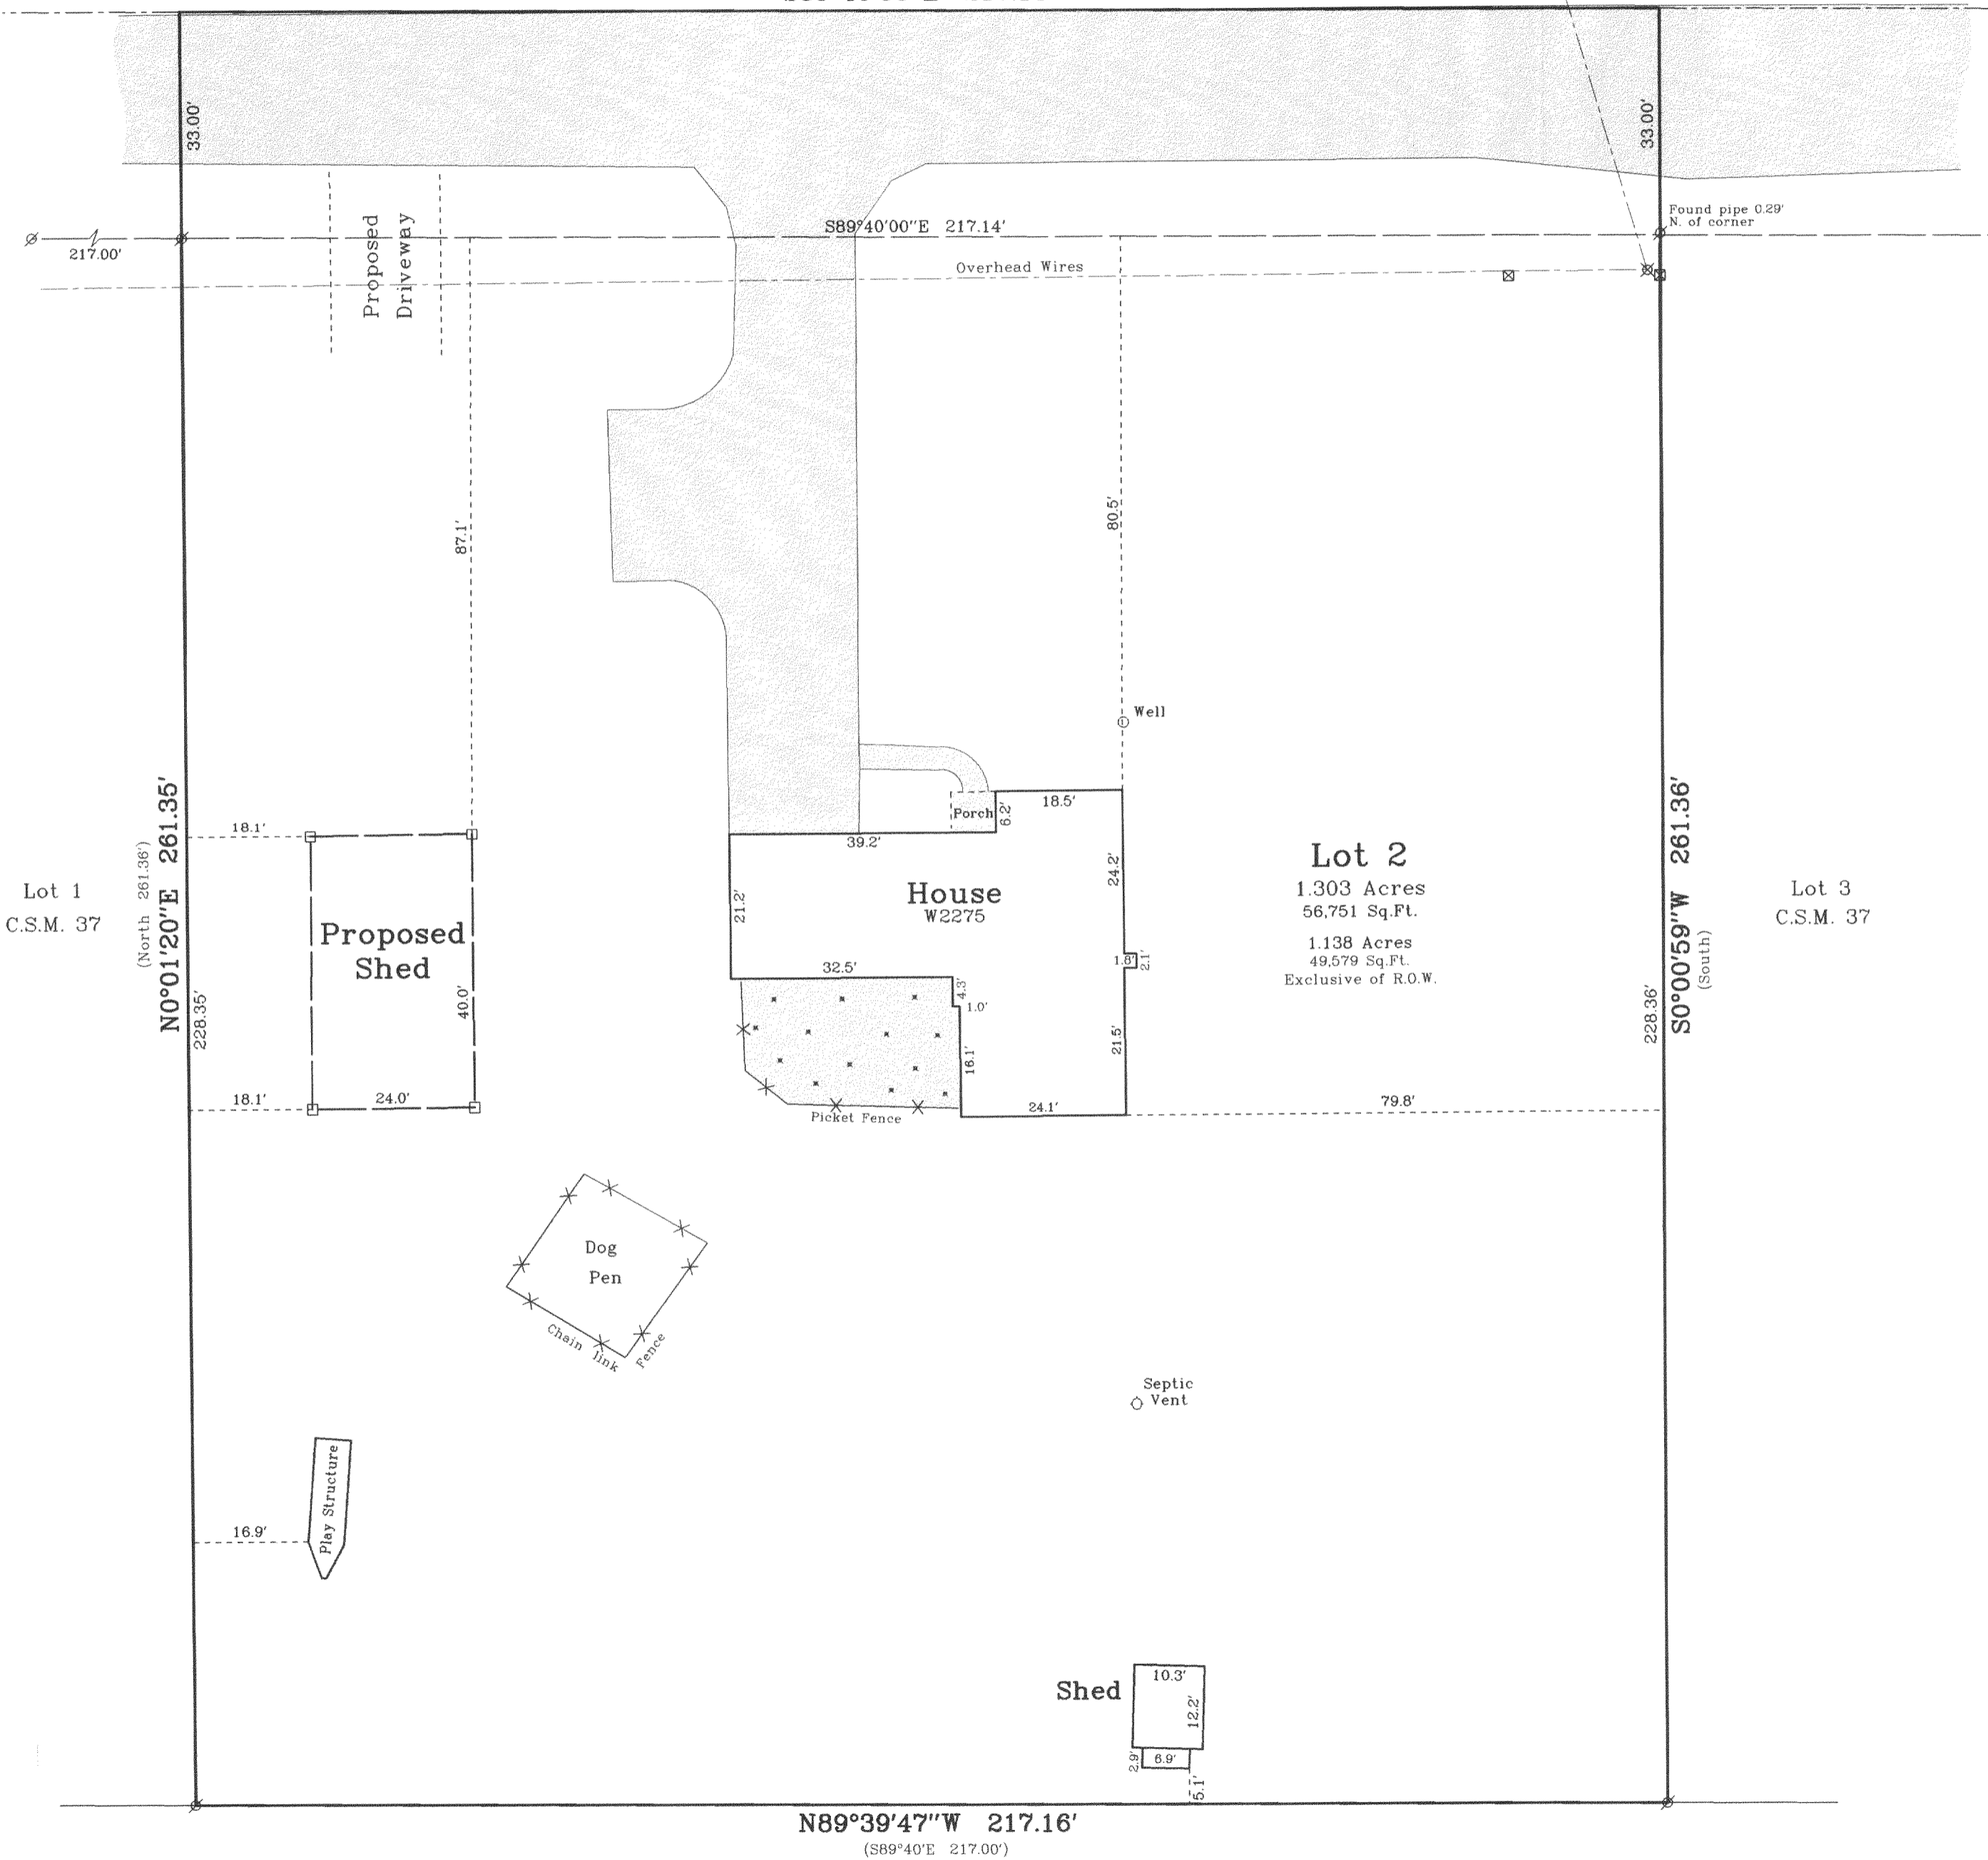 33.00'
33.00'
Found pipe 0.29'
N. of corner
217.00'
Proposed
Driveway
S89°40'00"E 217.14'
Overhead Wires
87.1'
80.5'
Well
Porch
6.2'
18.5'
39.2'
18.1'
House
W2275
21.2'
24.2'
32.5'
4.3'
1.0'
16.1'
1.8'
2.1'
21.5'
24.1'
Picket Fence
79.8'
Lot 2
1.303 Acres
56,751 Sq.Ft.
1.138 Acres
49,579 Sq.Ft.
Exclusive of R.O.W.
Lot 1
C.S.M. 37
(North 261.36')
N0°01'20"E 261.35'
228.35'
Proposed
Shed
40.0'
18.1'
24.0'
228.36'
S0°00'59"W 261.36'
(South)
Lot 3
C.S.M. 37
Dog
Pen
Chain link Fence
Septic
Vent
Play Structure
16.9'
Shed
10.3'
12.2'
2.9'
6.9'
5.1'
N89°39'47"W 217.16'
(S89°40'E 217.00')